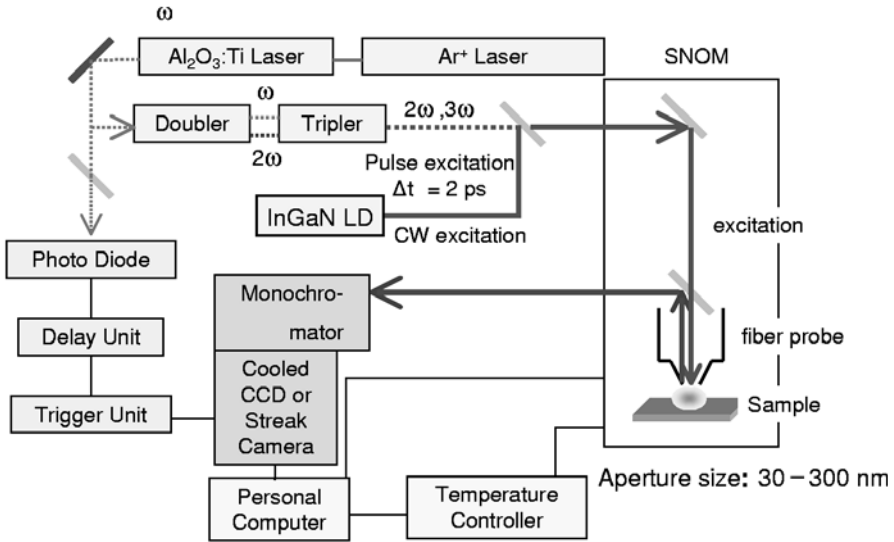 ω
Al₂O₃:Ti Laser
Ar⁺ Laser
SNOM
Doubler
ω
2ω
Tripler
2ω ,3ω
Pulse excitation
Δt = 2 ps
InGaN LD
CW excitation
excitation
Photo Diode
Monochro-
mator
Delay Unit
fiber probe
Cooled
CCD or
Streak
Camera
Trigger Unit
Sample
Aperture size: 30 – 300 nm
Personal
Computer
Temperature
Controller